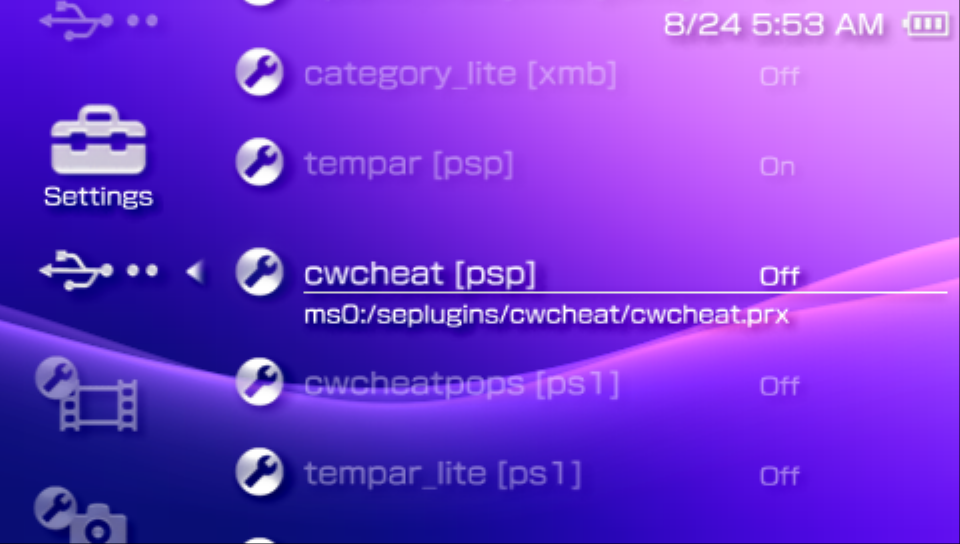 8/24 5:53 AM
category_lite [xmb] Off
tempar [psp] On
Settings
cwcheat [psp] Off
ms0:/seplugins/cwcheat/cwcheat.prx
cwcheatpops [ps1] Off
tempar_lite [ps1] Off